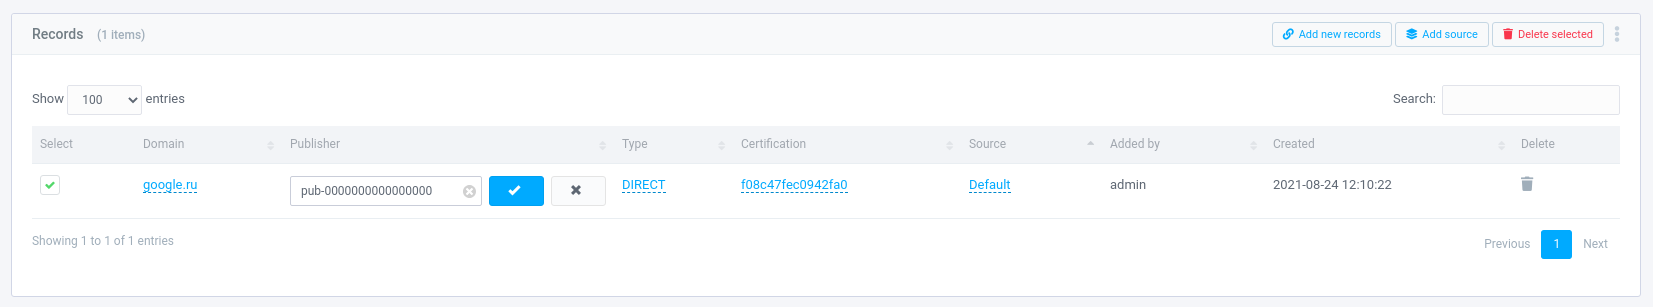 Records (1 items) Add new records Add source Delete selected
Show 100 entries Search:
Select Domain Publisher Type Certification Source Added by Created Delete
google.ru pub-0000000000000000 DIRECT f08c47fec0942fa0 Default admin 2021-08-24 12:10:22
Showing 1 to 1 of 1 entries Previous 1 Next